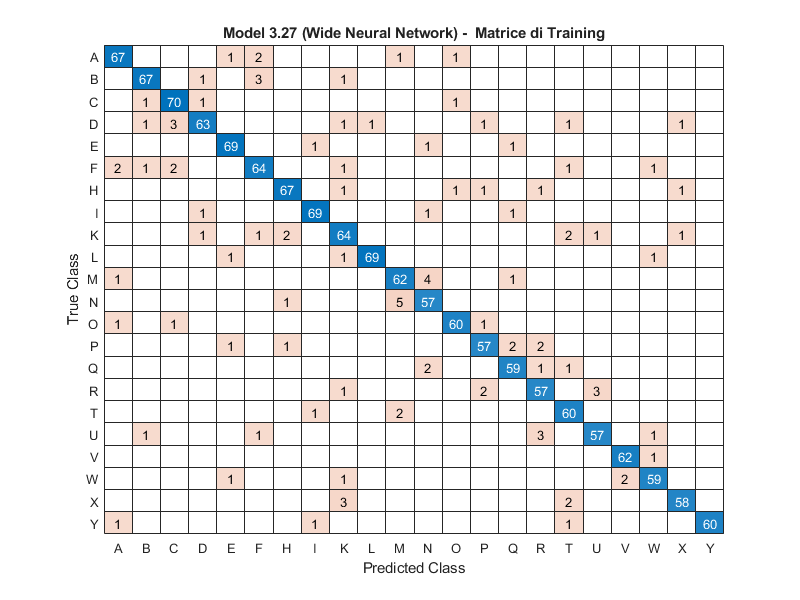 Model 3.27 (Wide Neural Network) - Matrice di Training
True Class
A 67 1 2 1 1
B 67 1 3 1
C 1 70 1 1
D 1 3 63 1 1 1 1 1
E 69 1 1 1
F 2 1 2 64 1 1 1
H 67 1 1 1 1 1
I 1 69 1 1
K 1 1 2 64 2 1 1
L 1 1 69 1
M 1 62 4 1
N 1 5 57
O 1 1 60 1
P 1 1 57 2 2
Q 2 59 1 1
R 1 2 57 3
T 1 2 60
U 1 1 3 57 1
V 62 1
W 1 1 2 59
X 3 2 58
Y 1 1 1 60
A B C D E F H I K L M N O P Q R T U V W X Y
Predicted Class